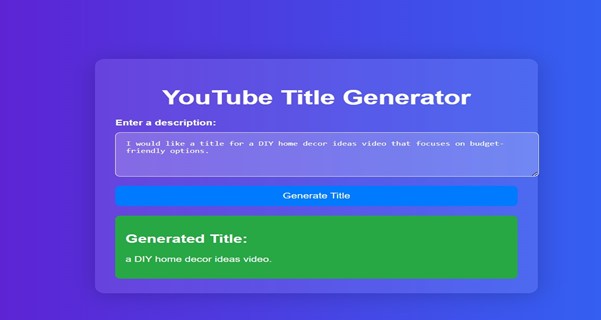 YouTube Title Generator
Enter a description:
I would like a title for a DIY home decor ideas video that focuses on budget-
friendly options.
Generate Title
Generated Title:
a DIY home decor ideas video.